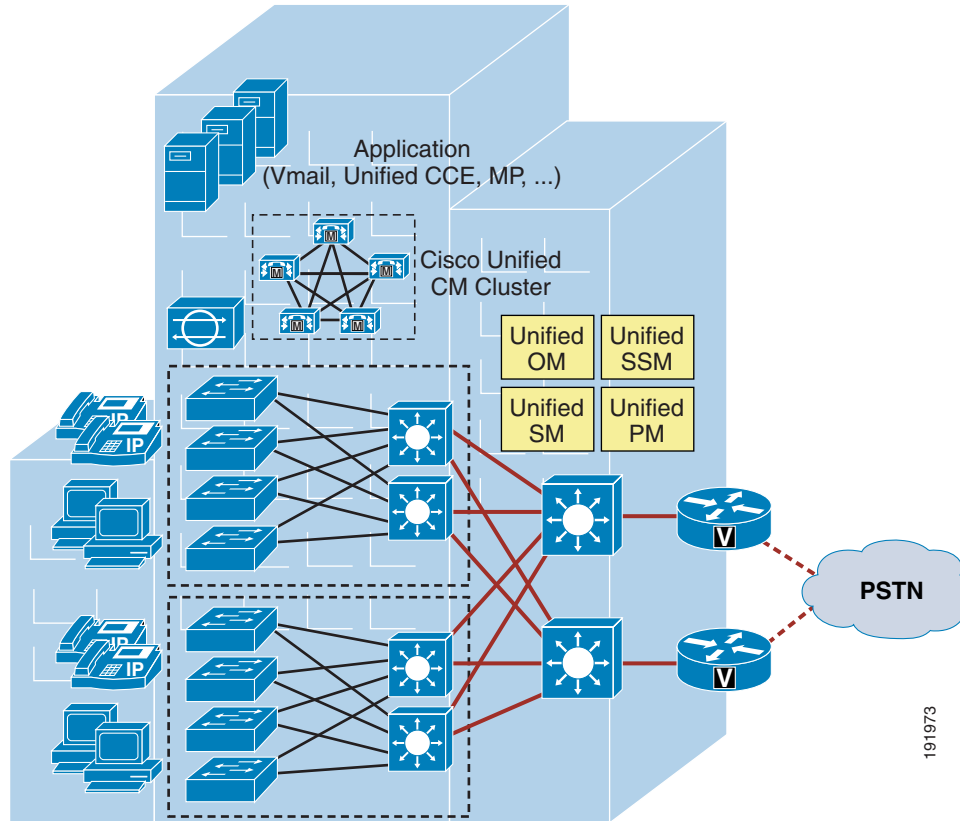 Application
(Vmail, Unified CCE, MP, ...)
M
M
M
M
M
Cisco Unified
CM Cluster
Unified
OM
Unified
SSM
Unified
SM
Unified
PM
IP
IP
V
PSTN
IP
IP
V
191973